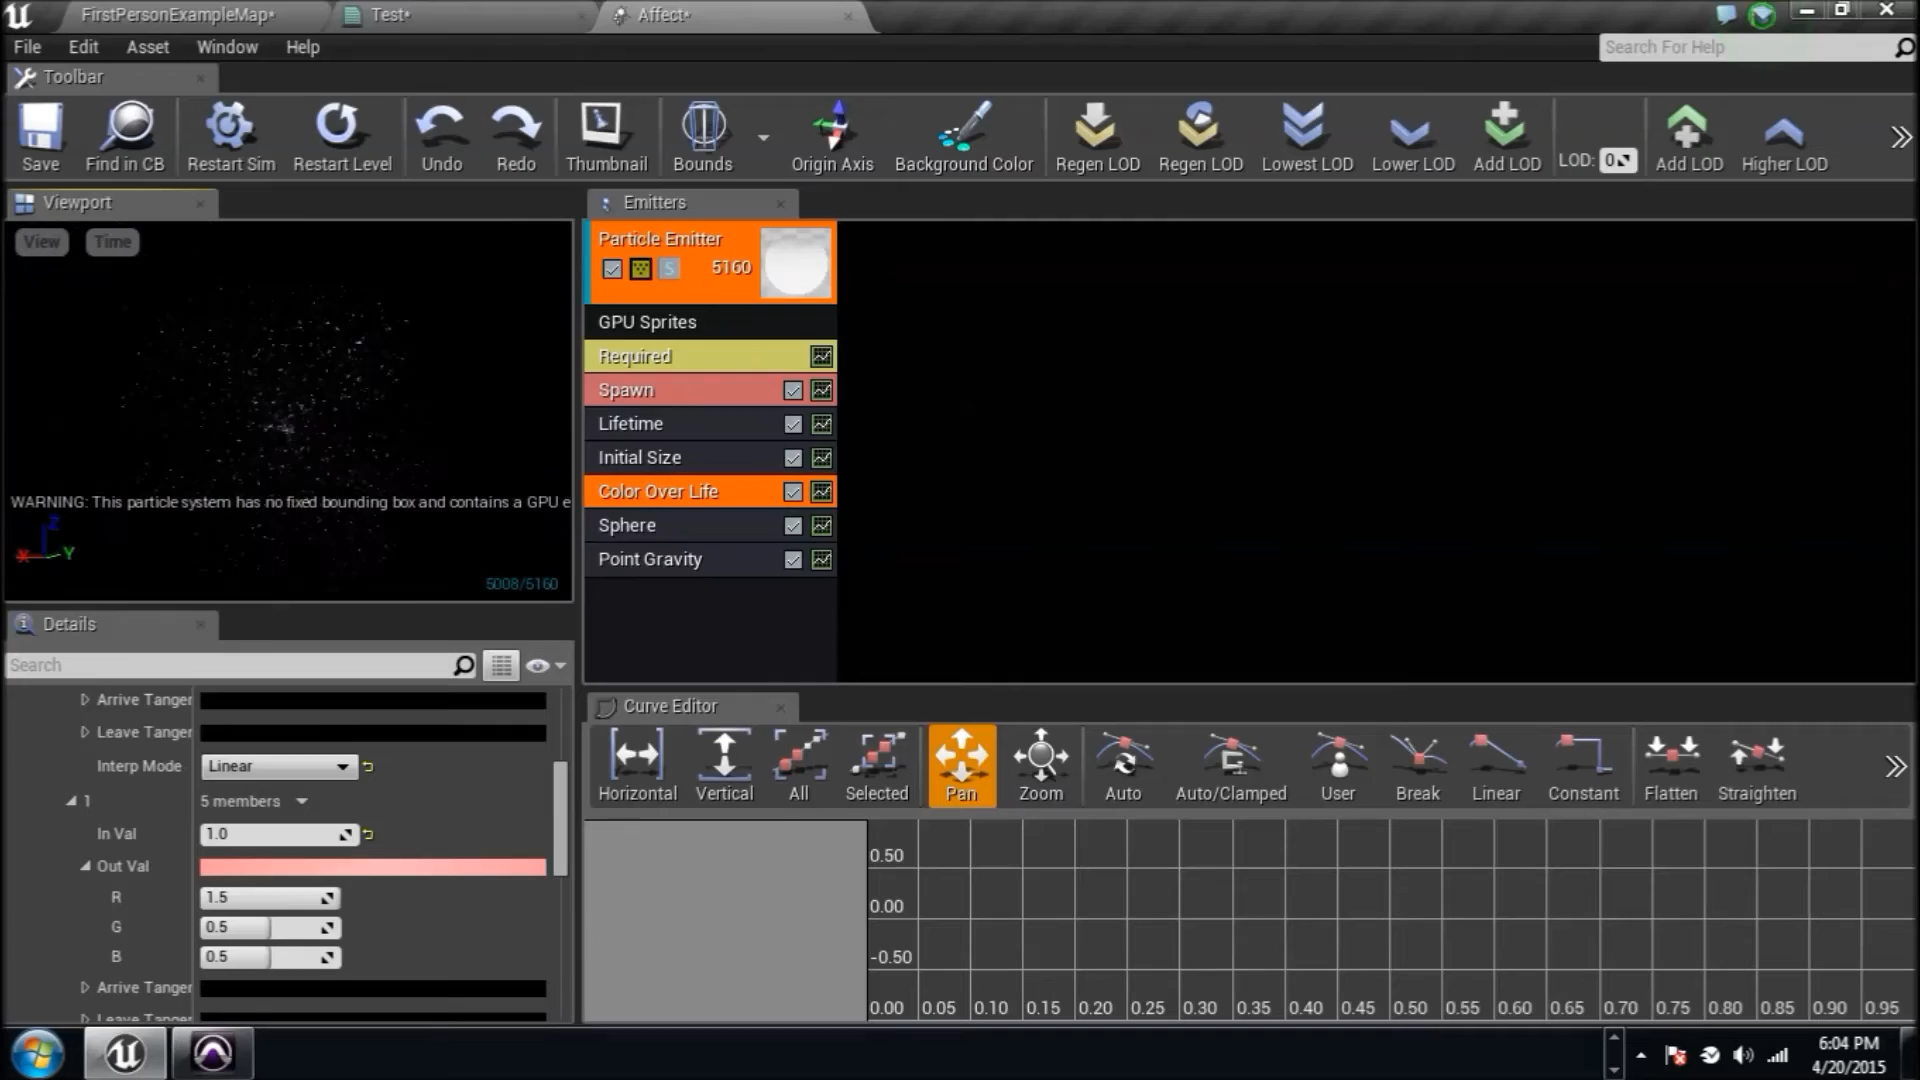 FirstPersonExampleMap*
Test*
Affect*
File Edit Asset Window Help
Search For Help
Toolbar
Save Find in CB Restart Sim Restart Level Undo Redo Thumbnail Bounds Origin Axis Background Color Regen LOD Regen LOD Lowest LOD Lower LOD Add LOD LOD: 0 Add LOD Higher LOD
Viewport
Emitters
View Time
Particle Emitter
S 5160
GPU Sprites
Required
Spawn
Lifetime
Initial Size
Color Over Life
Sphere
Point Gravity
WARNING: This particle system has no fixed bounding box and contains a GPU e
Z
X Y
5008/5160
Details
Search
Arrive Tanger
Leave Tanger
Interp Mode Linear
1 5 members
In Val 1.0
Out Val
R 1.5
G 0.5
B 0.5
Arrive Tanger
Leave Tanger
Curve Editor
Horizontal Vertical All Selected Pan Zoom Auto Auto/Clamped User Break Linear Constant Flatten Straighten
0.50
0.00
-0.50
0.00 0.05 0.10 0.15 0.20 0.25 0.30 0.35 0.40 0.45 0.50 0.55 0.60 0.65 0.70 0.75 0.80 0.85 0.90 0.95
6:04 PM
4/20/2015